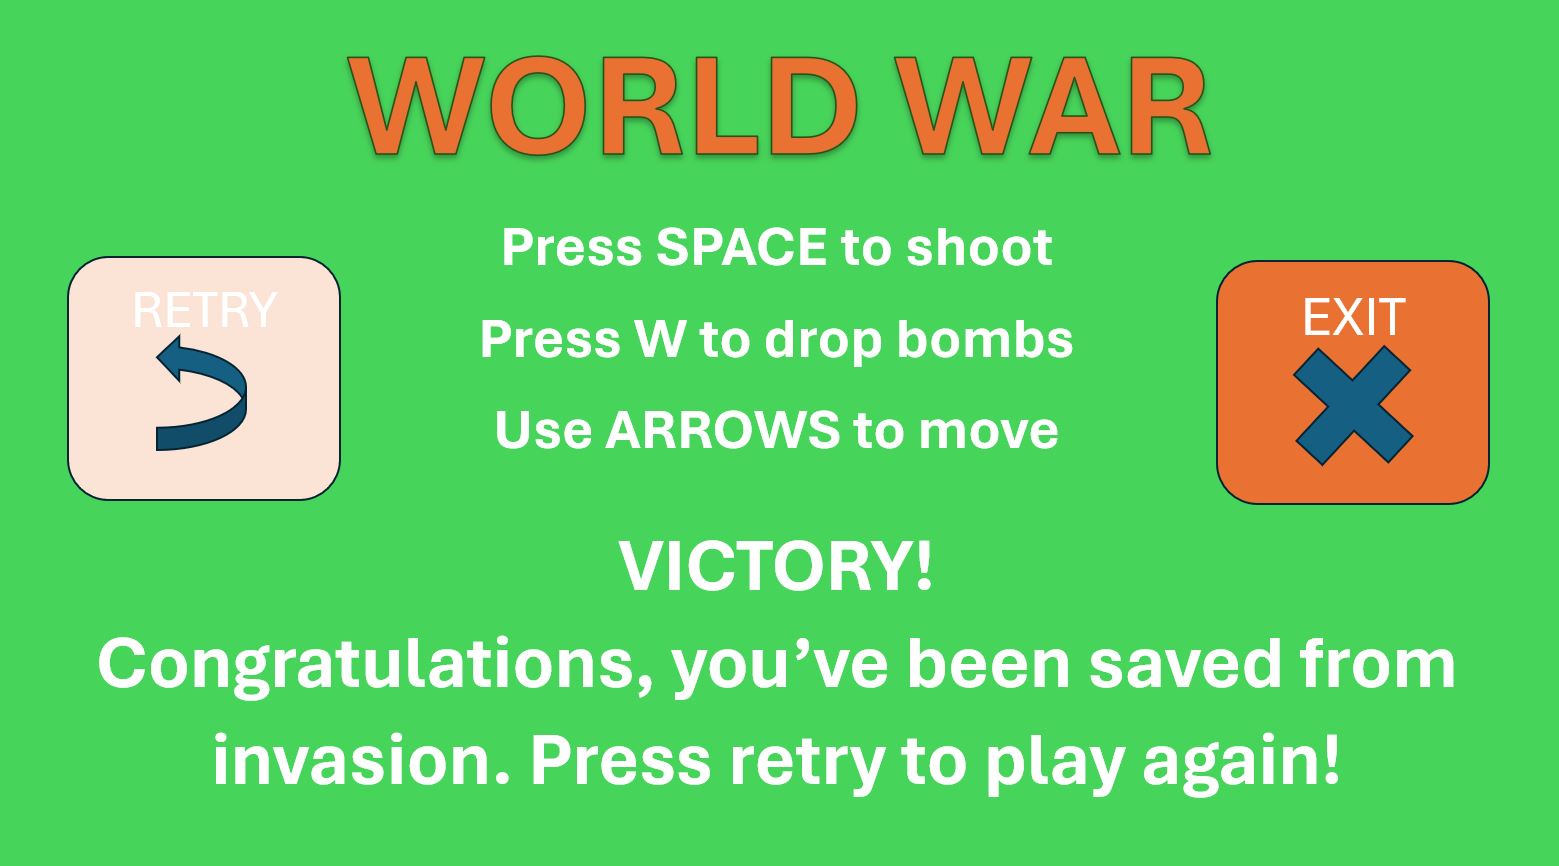 WORLD WAR
Press SPACE to shoot
RETRY
EXIT
Press W to drop bombs
Use ARROWS to move
VICTORY!
Congratulations, you’ve been saved from
invasion. Press retry to play again!